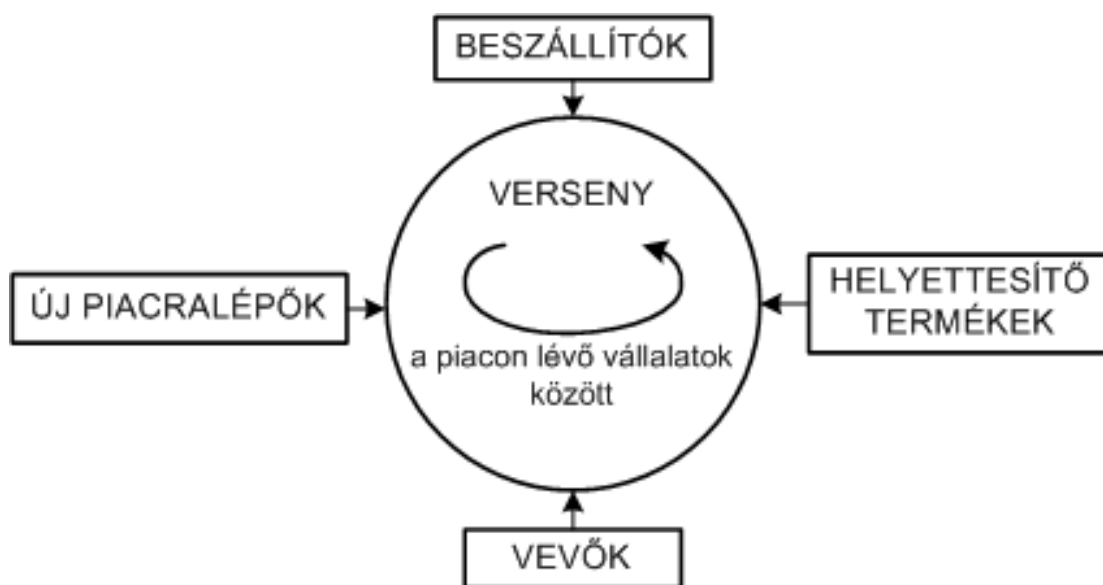 BESZÁLLÍTÓK
VERSENY
ÚJ PIACRALÉPŐK
HELYETTESÍTŐ
TERMÉKEK
a piacon lévő vállalatok
között
VEVŐK